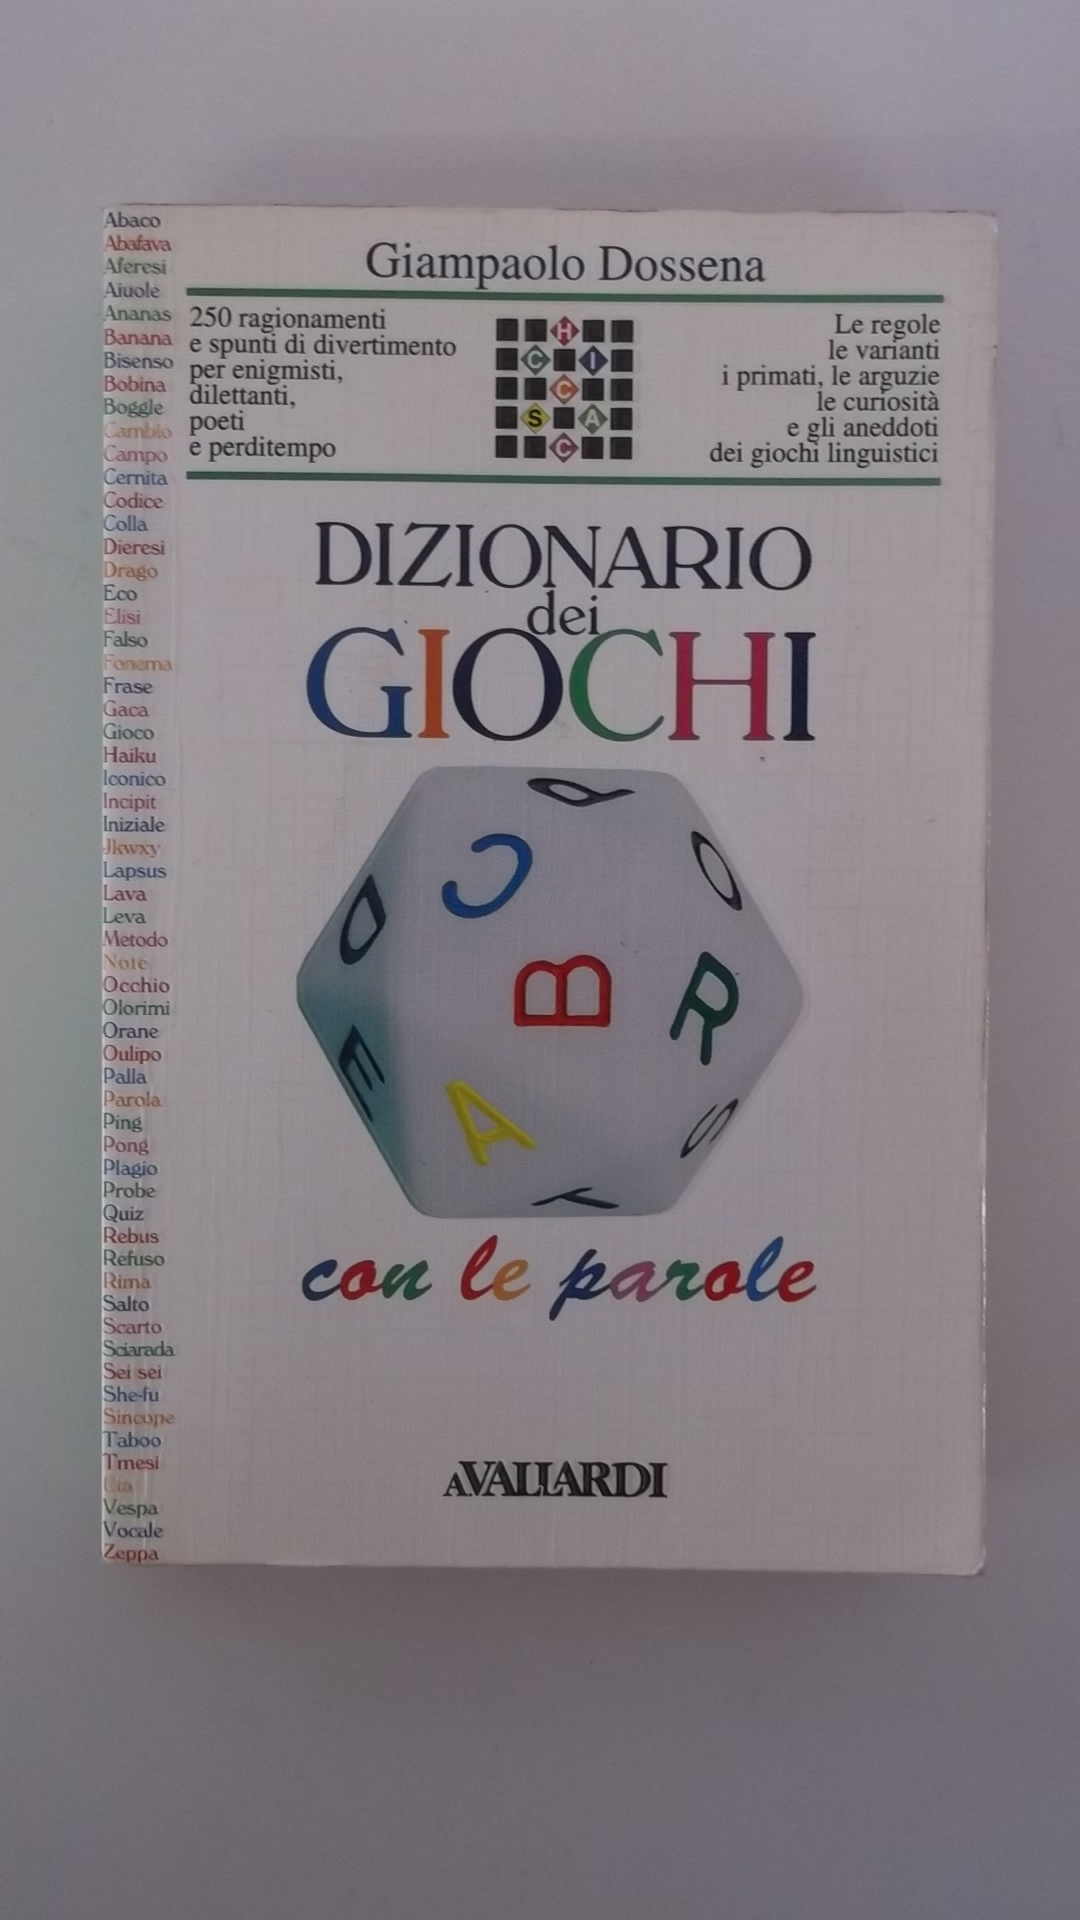 Giampaolo Dossena
250 ragionamenti
e spunti di divertimento
per enigmisti,
dilettanti,
poeti
e perditempo
H
C I
C
S A
C
Le regole
le varianti
i primati, le arguzie
le curiosità
e gli aneddoti
dei giochi linguistici
DIZIONARIO
dei
GIOCHI
P
C O
D
B R
E
A S
T
con le parole
A.VALLARDI
Abaco
Abafava
Aferesi
Aiuole
Ananas
Banana
Bisenso
Bobina
Boggle
Cambio
Campo
Cernita
Codice
Colla
Dieresi
Drago
Eco
Elisi
Falso
Fonema
Frase
Gaca
Gioco
Haiku
Iconico
Incipit
Iniziale
Jkwxy
Lapsus
Lava
Leva
Metodo
Note
Occhio
Olorimi
Orane
Oulipo
Palla
Parola
Ping
Pong
Plagio
Probe
Quiz
Rebus
Refuso
Rima
Salto
Scarto
Sciarada
Sei sei
She-fu
Sincope
Taboo
Tmesi
Vespa
Vocale
Zeppa